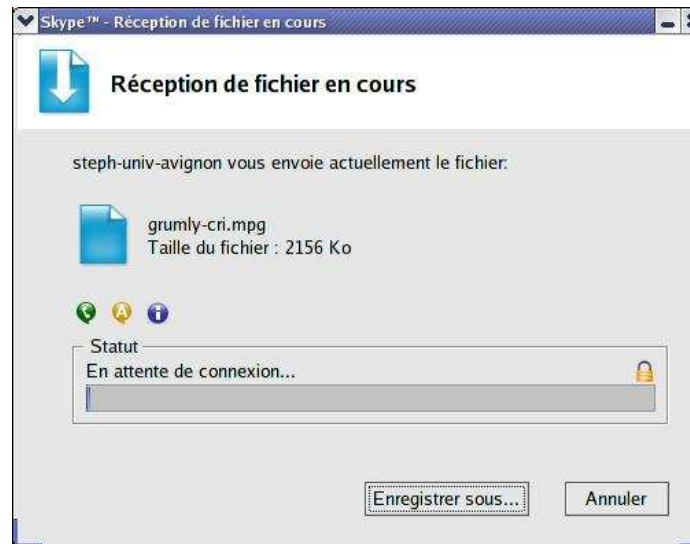 Skype™ - Réception de fichier en cours
Réception de fichier en cours
steph-univ-avignon vous envoie actuellement le fichier:
grumly-cri.mpg
Taille du fichier : 2156 Ko
Statut
En attente de connexion...
Enregistrer sous...
Annuler